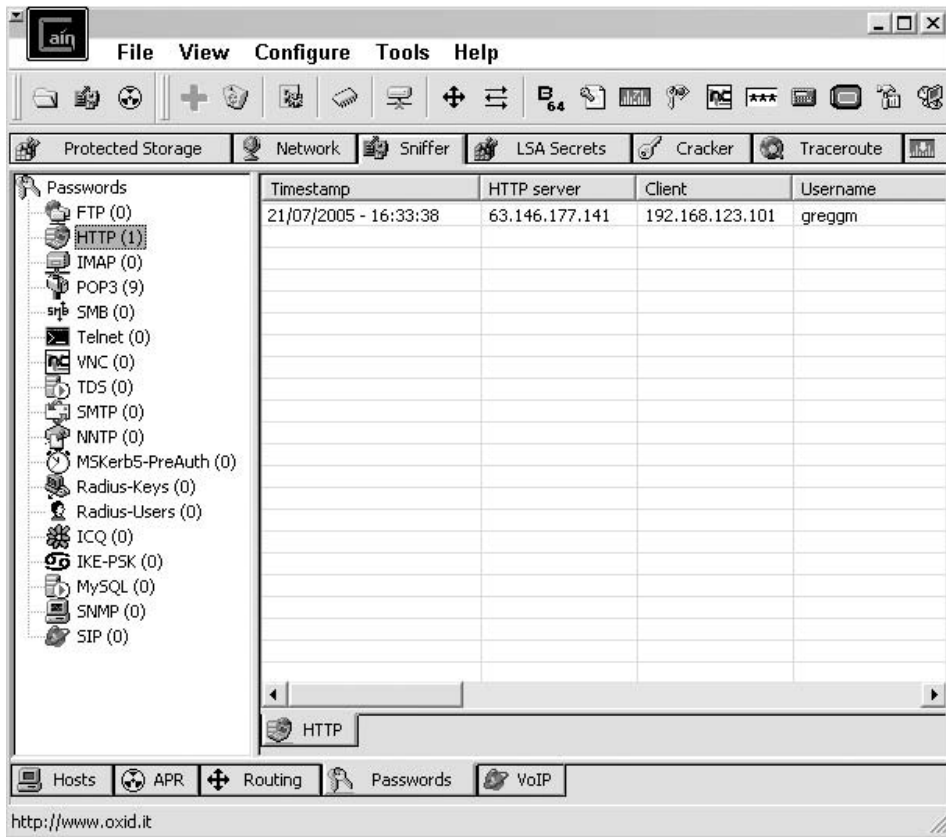 aín
File View Configure Tools Help
B 64 nc ***
Protected Storage Network Sniffer LSA Secrets Cracker Traceroute
Passwords
FTP (0)
HTTP (1)
IMAP (0)
POP3 (9)
SMB (0)
Telnet (0)
VNC (0)
TDS (0)
SMTP (0)
NNTP (0)
MSKerb5-PreAuth (0)
Radius-Keys (0)
Radius-Users (0)
ICQ (0)
IKE-PSK (0)
MySQL (0)
SNMP (0)
SIP (0)
Timestamp HTTP server Client Username
21/07/2005 - 16:33:38 63.146.177.141 192.168.123.101 greggm
HTTP
Hosts APR Routing Passwords VoIP
http://www.oxid.it